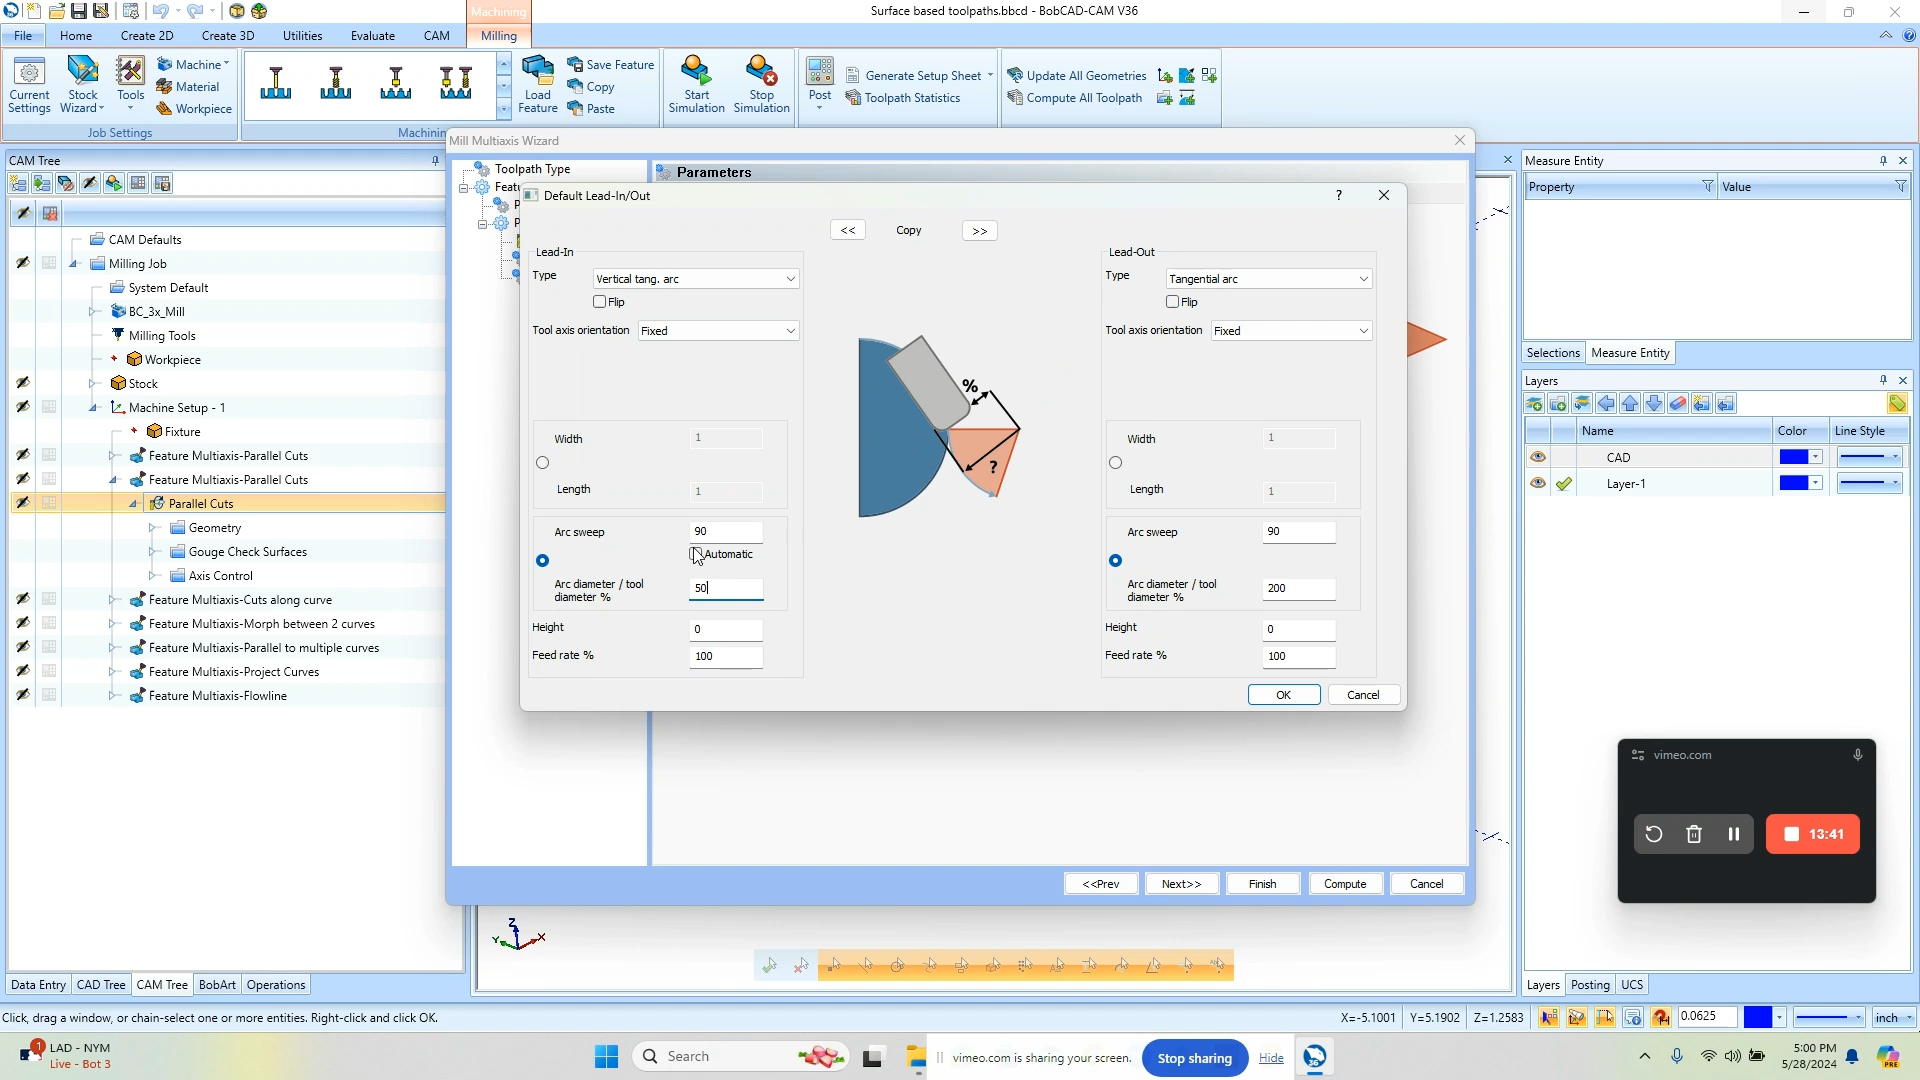 Machining
Surface based toolpaths.bbcd - BobCAD-CAM V36
File Home Create 2D Create 3D Utilities Evaluate CAM Milling
Current Settings
Stock Wizard
Tools
Machine
Material
Workpiece
Job Settings
Load Feature
Save Feature
Copy
Paste
Machinin
Start Simulation
Stop Simulation
Post
Generate Setup Sheet
Toolpath Statistics
Update All Geometries
Compute All Toolpath
CAM Tree
CAM Defaults
Milling Job
System Default
BC_3x_Mill
Milling Tools
Workpiece
Stock
Machine Setup - 1
Fixture
Feature Multiaxis-Parallel Cuts
Feature Multiaxis-Parallel Cuts
Parallel Cuts
Geometry
Gouge Check Surfaces
Axis Control
Feature Multiaxis-Cuts along curve
Feature Multiaxis-Morph between 2 curves
Feature Multiaxis-Parallel to multiple curves
Feature Multiaxis-Project Curves
Feature Multiaxis-Flowline
Data Entry CAD Tree CAM Tree BobArt Operations
Mill Multiaxis Wizard
Toolpath Type
Featu
P
P
Parameters
Default Lead-In/Out
?
<< Copy >>
Lead-In
Type Vertical tang. arc
Flip
Tool axis orientation Fixed
Width 1
Length 1
Arc sweep 90
Automatic
Arc diameter / tool diameter % 50
Height 0
Feed rate % 100
%
?
Lead-Out
Type Tangential arc
Flip
Tool axis orientation Fixed
Width 1
Length 1
Arc sweep 90
Arc diameter / tool diameter % 200
Height 0
Feed rate % 100
OK Cancel
<<Prev Next>> Finish Compute Cancel
Z
Y X
Measure Entity
Property Value
Selections Measure Entity
Layers
Name Color Line Style
CAD
Layer-1
vimeo.com
13:41
Layers Posting UCS
Click, drag a window, or chain-select one or more entities. Right-click and click OK.
X=-5.1001 Y=5.1902 Z=1.2583 0.0625 inch
1
LAD - NYM
Live - Bot 3
Search
vimeo.com is sharing your screen. Stop sharing Hide
5:00 PM
5/28/2024
PRE